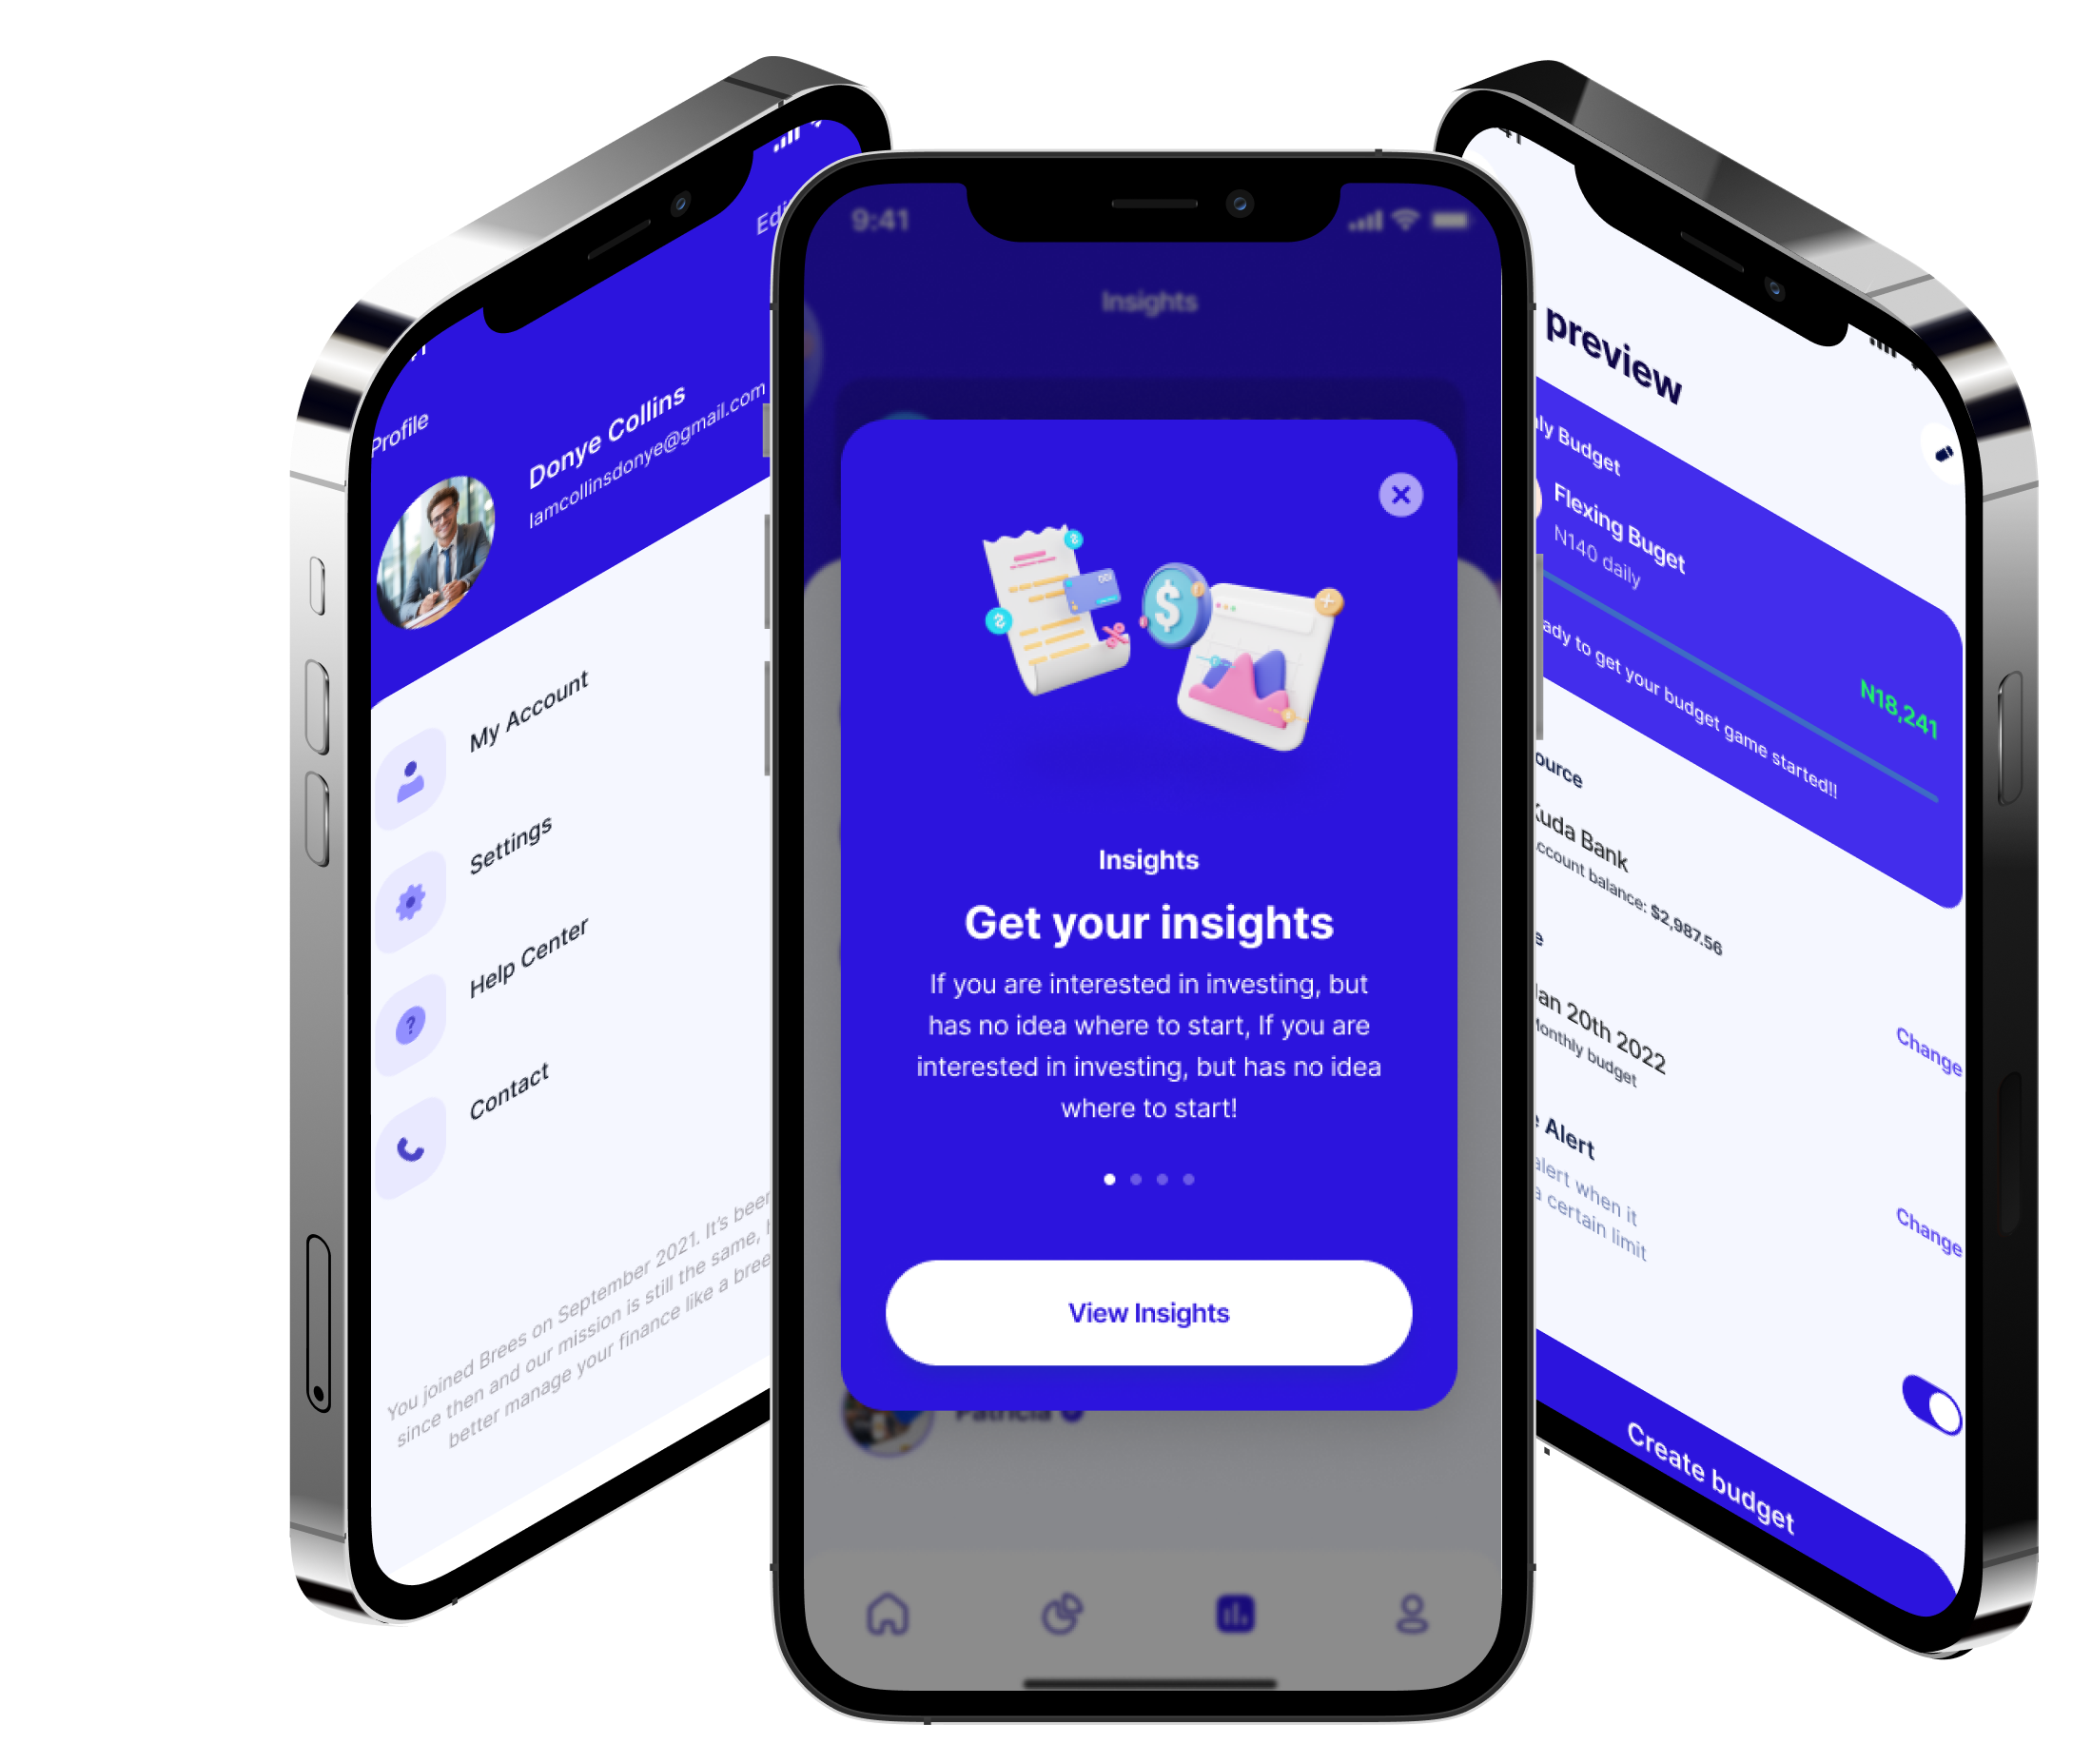 Edi
Profile
Donye Collins
Iamcollinsdonye@gmail.com
My Account
Settings
Help Center
?
Contact
You joined Brees on September 2021. It's been
since then and our mission is still the same,
better manage your finance like a bree
9:41
Insights
Insights
Get your insights
If you are interested in investing, but
has no idea where to start, If you are
interested in investing, but has no idea
where to start!
View Insights
Patricia
41
preview
ly Budget
Flexing Buget
N140 daily
N18,241
ady to get your budget game started!!
ource
Kuda Bank
ccount balance: $2,987.56
e
Jan 20th 2022
Monthly budget
Change
e Alert
alert when it
a certain limit
Change
Create budget